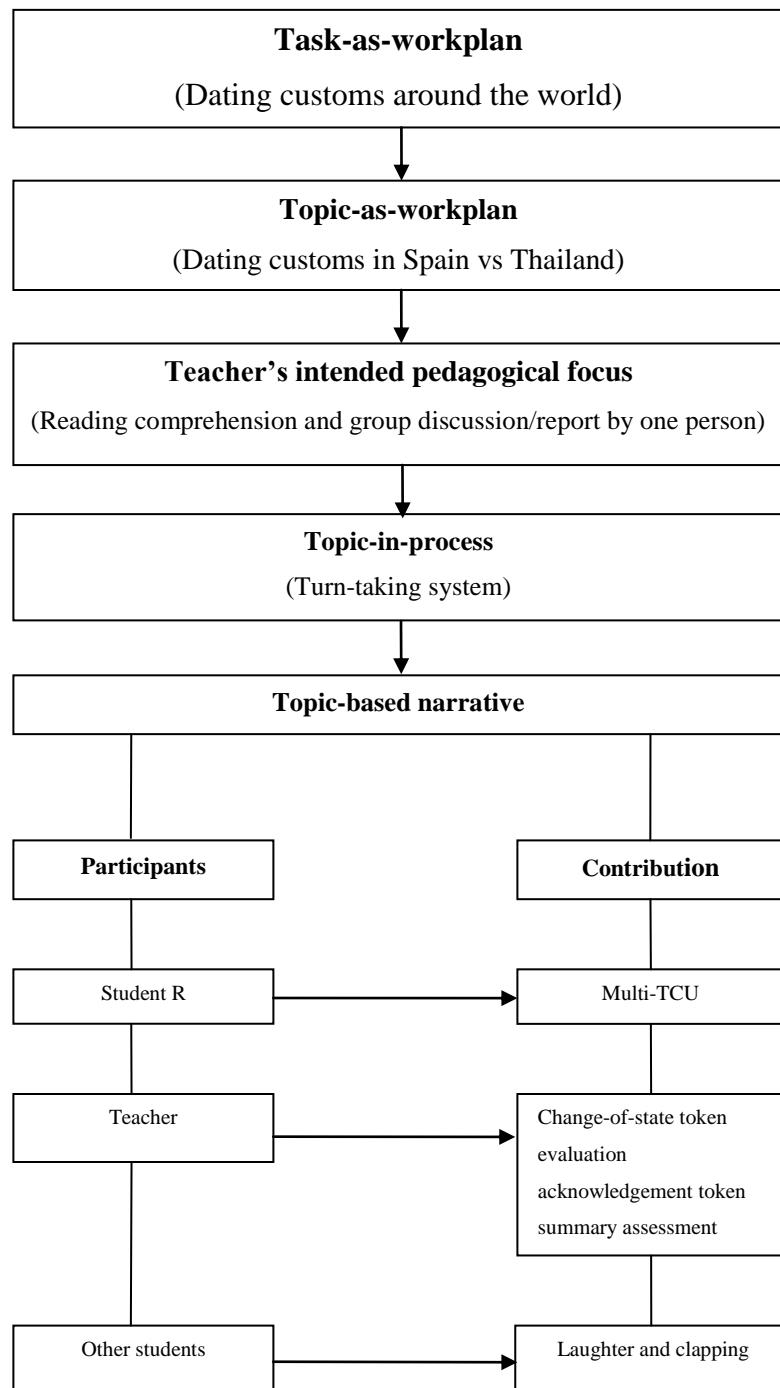 Task-as-workplan
(Dating customs around the world)
Topic-as-workplan
(Dating customs in Spain vs Thailand)
Teacher’s intended pedagogical focus
(Reading comprehension and group discussion/report by one person)
Topic-in-process
(Turn-taking system)
Topic-based narrative
Participants
Contribution
Student R
Multi-TCU
Teacher
Change-of-state token
evaluation
acknowledgement token
summary assessment
Other students
Laughter and clapping